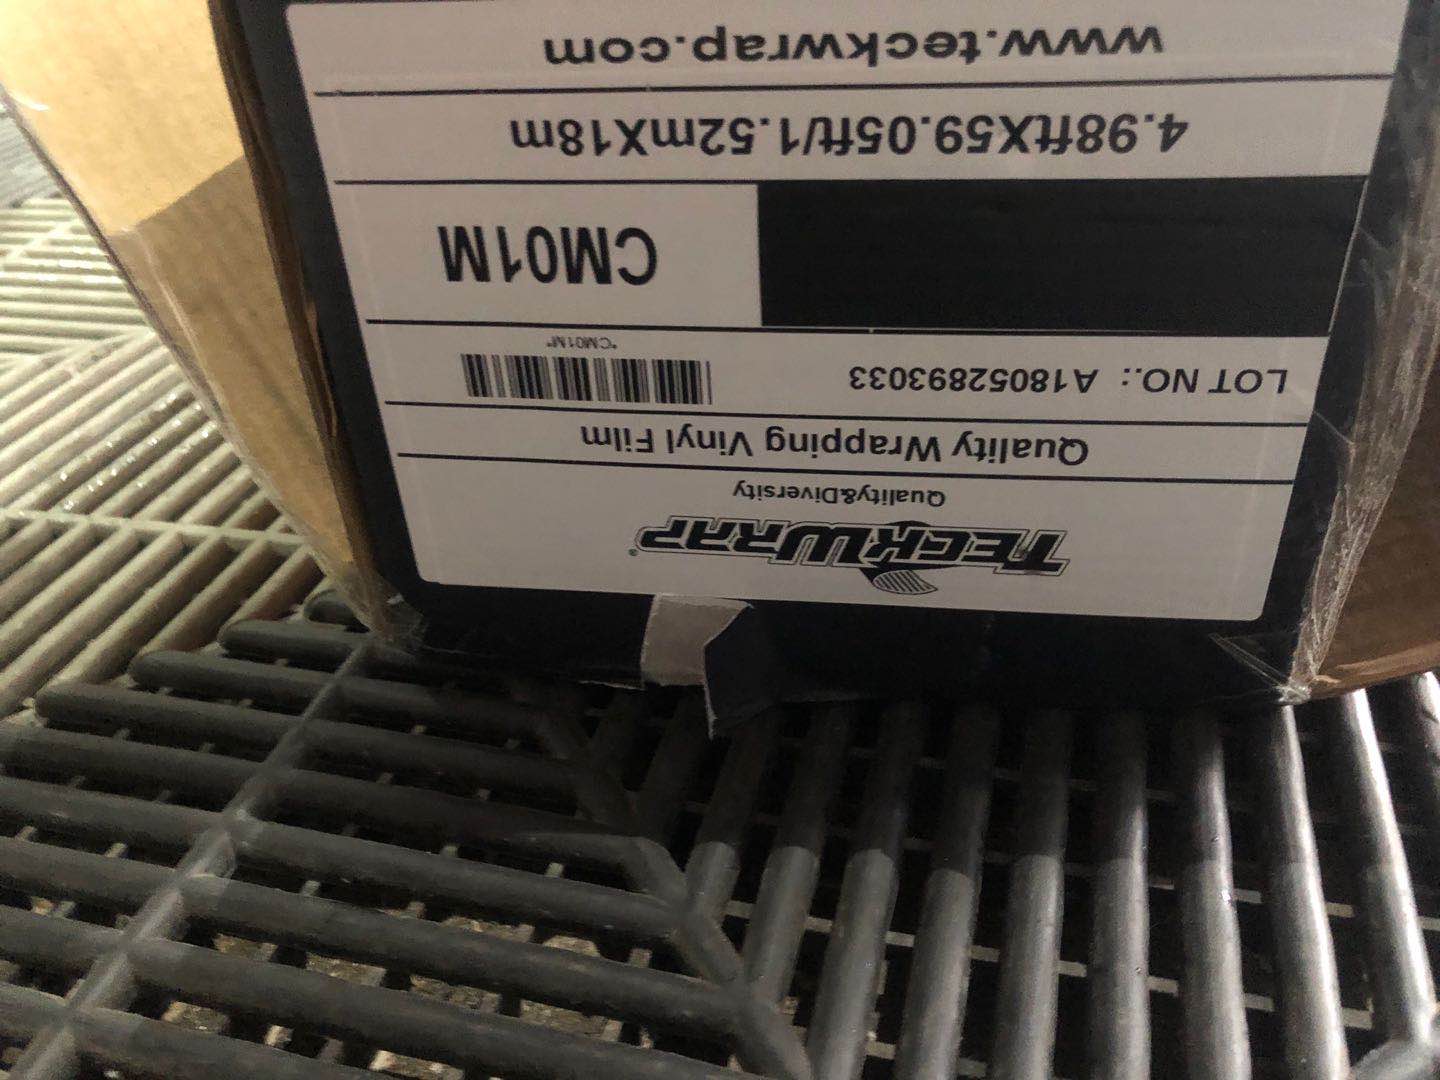 TECKWRAP®
Quality&Diversity
Quality Wrapping Vinyl Film
LOT NO.: A18052893033
*CM01M*
CM01M
4.98ftX59.05ft/1.52mX18m
www.teckwrap.com